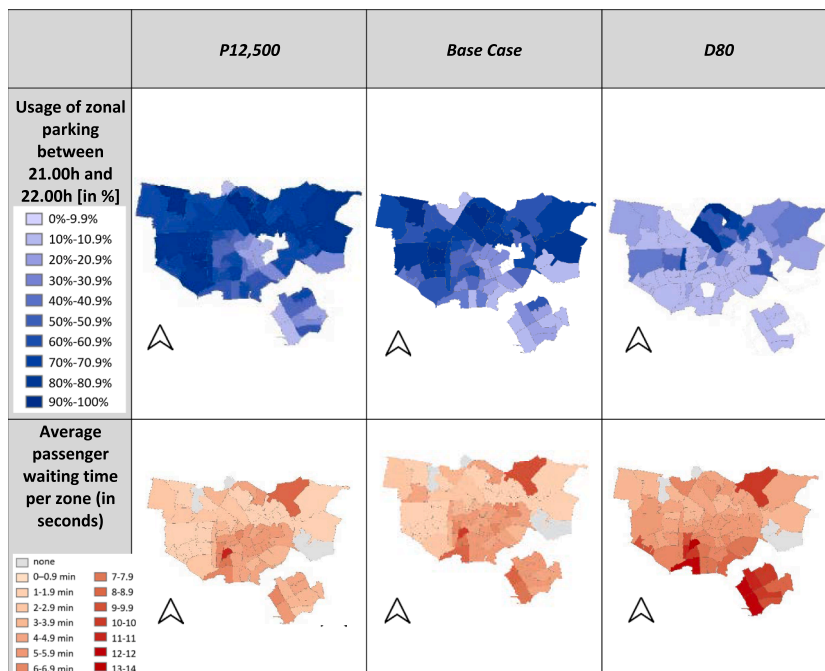 P12,500
Base Case
D80
Usage of zonal
parking
between
21.00h and
22.00h [in %]
0%-9.9%
10%-10.9%
20%-20.9%
30%-30.9%
40%-40.9%
50%-50.9%
60%-60.9%
70%-70.9%
80%-80.9%
90%-100%
Average
passenger
waiting time
per zone (in
seconds)
none
0–0.9 min
1-1.9 min
2-2.9 min
3-3.9 min
4-4.9 min
5-5.9 min
6-6.9 min
7-7.9
8-8.9
9-9.9
10-10
11-11
12-12
13-14